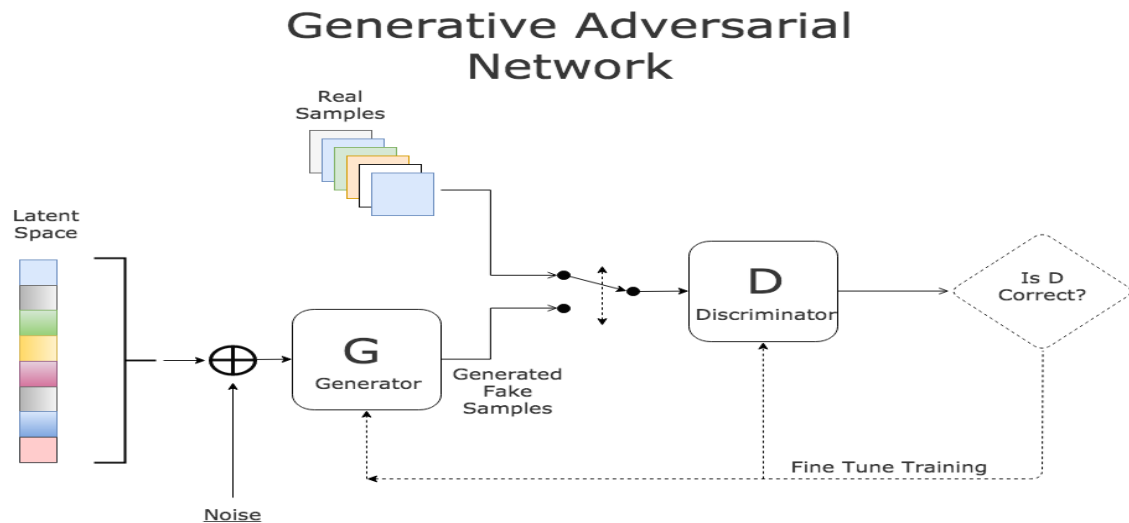 Generative Adversarial
Network
Real
Samples
Latent
Space
G
Generator
Generated
Fake
Samples
D
Discriminator
Is D
Correct?
Fine Tune Training
Noise